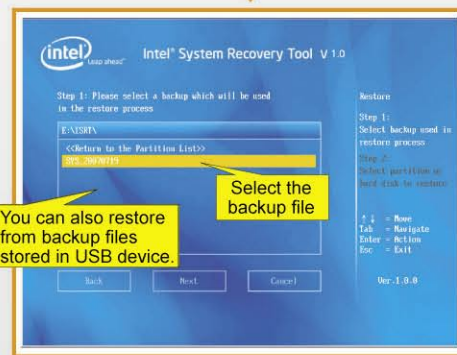 intel
Leap ahead™
Intel® System Recovery Tool V 1.0
Step 1: Please select a backup which will be used
in the restore process
E:\ISRT\
<<Return to the Partition List>>
SYS_20070719
Select the
backup file
You can also restore
from backup files
stored in USB device.
Back Next Cancel
Restore
Step 1:
Select backup used in
restore process
Step 2:
Select partition or
hard disk to restore
↑↓ = Move
Tab = Navigate
Enter = Action
Esc = Exit
Ver.1.0.0